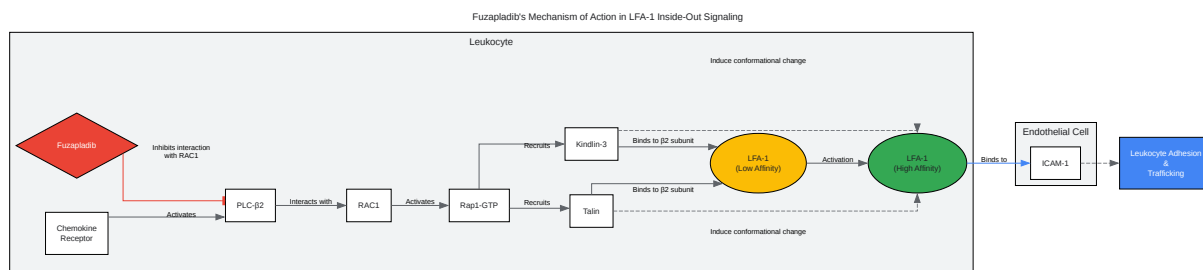 Fuzapladib's Mechanism of Action in LFA-1 Inside-Out Signaling
Leukocyte
Induce conformational change
Fuzapladib
Inhibits interaction
with RAC1
Chemokine
Receptor
Activates
PLC-β2
Interacts with
RAC1
Activates
Rap1-GTP
Recruits
Recruits
Kindlin-3
Talin
Binds to β2 subunit
Binds to β2 subunit
Induce conformational change
LFA-1
(Low Affinity)
Activation
LFA-1
(High Affinity)
Binds to
Endothelial Cell
ICAM-1
Leukocyte Adhesion
&
Trafficking